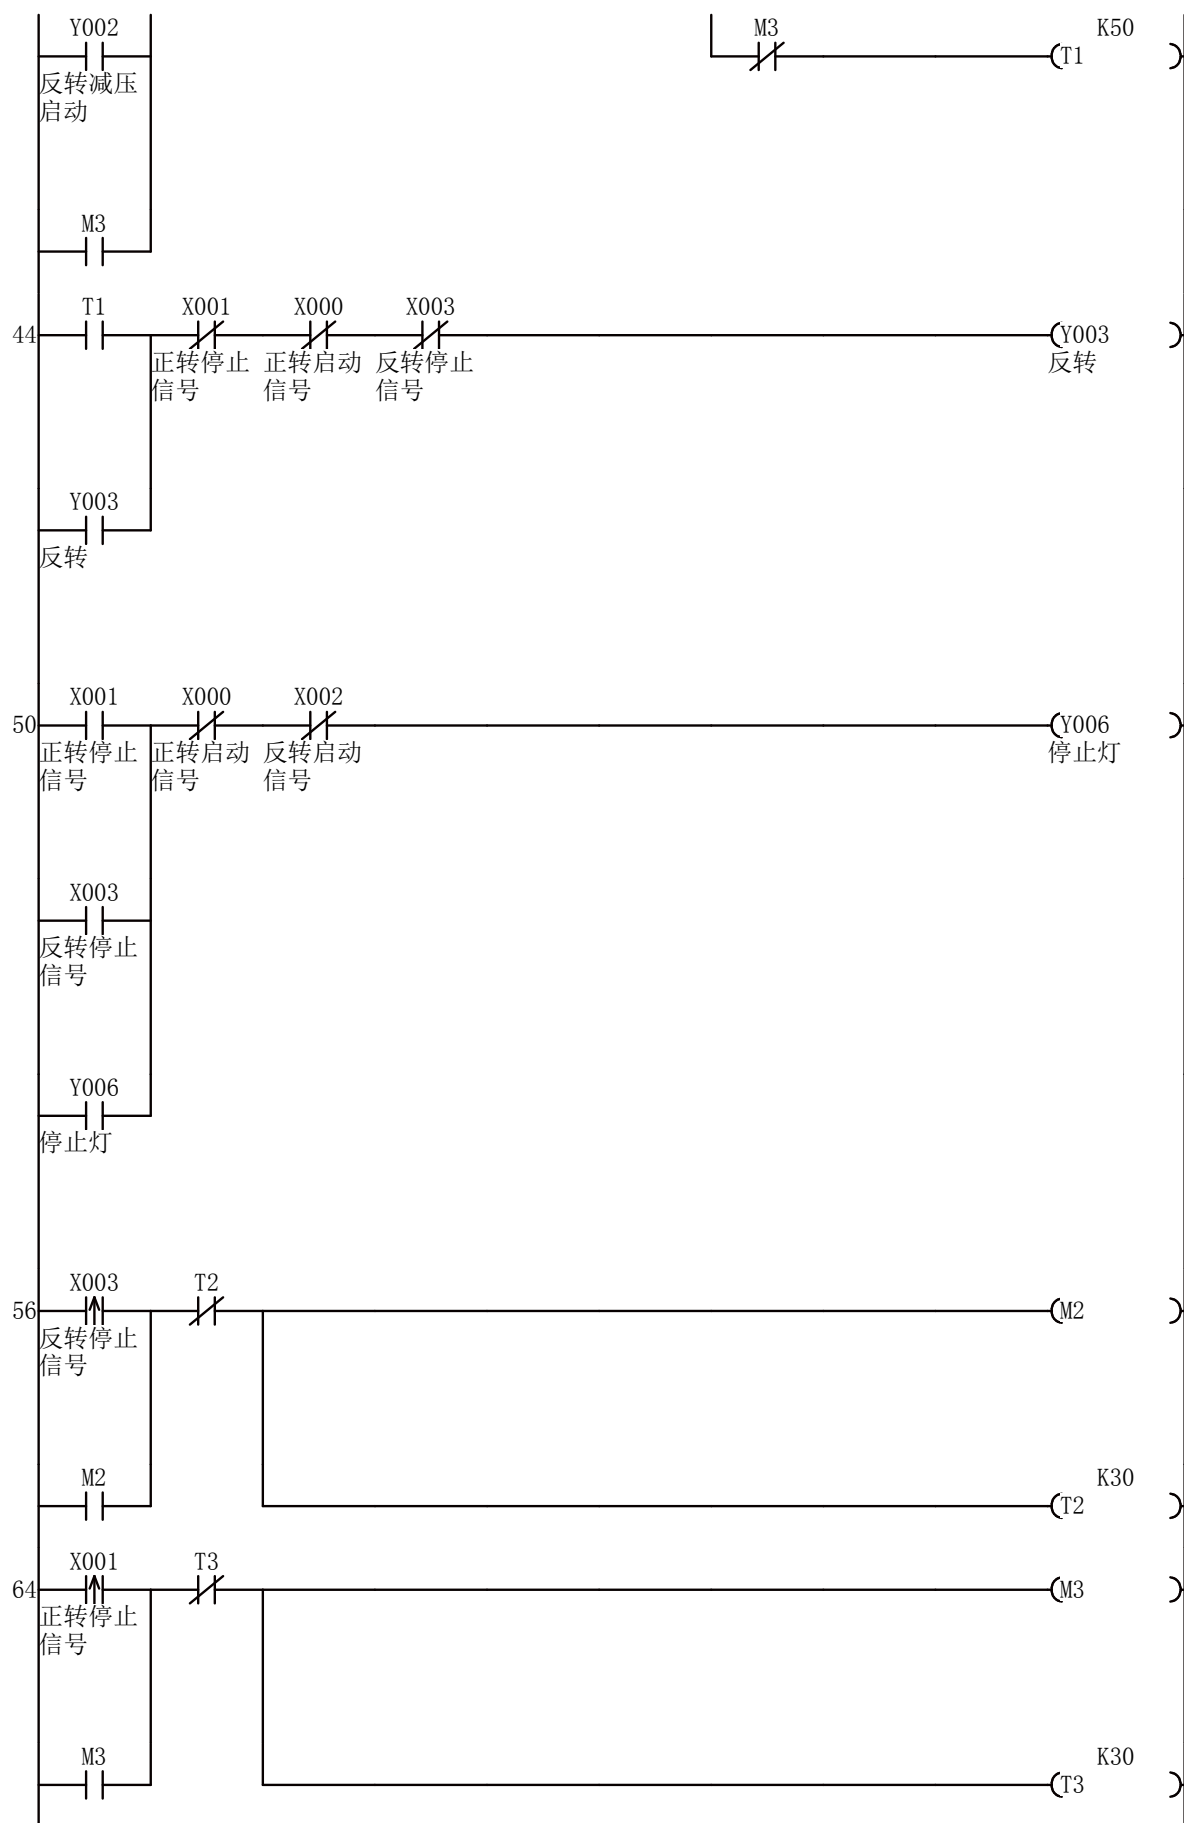 Y002 M3 K50
T1
反转减压
启动
M3
T1 X001 X000 X003
44 Y003
正转停止 正转启动 反转停止 反转
信号 信号 信号
Y003
反转
X001 X000 X002
50 Y006
正转停止 正转启动 反转启动 停止灯
信号 信号 信号
X003
反转停止
信号
Y006
停止灯
X003 T2
56 M2
反转停止
信号
M2 K30
T2
X001 T3
64 M3
正转停止
信号
M3 K30
T3